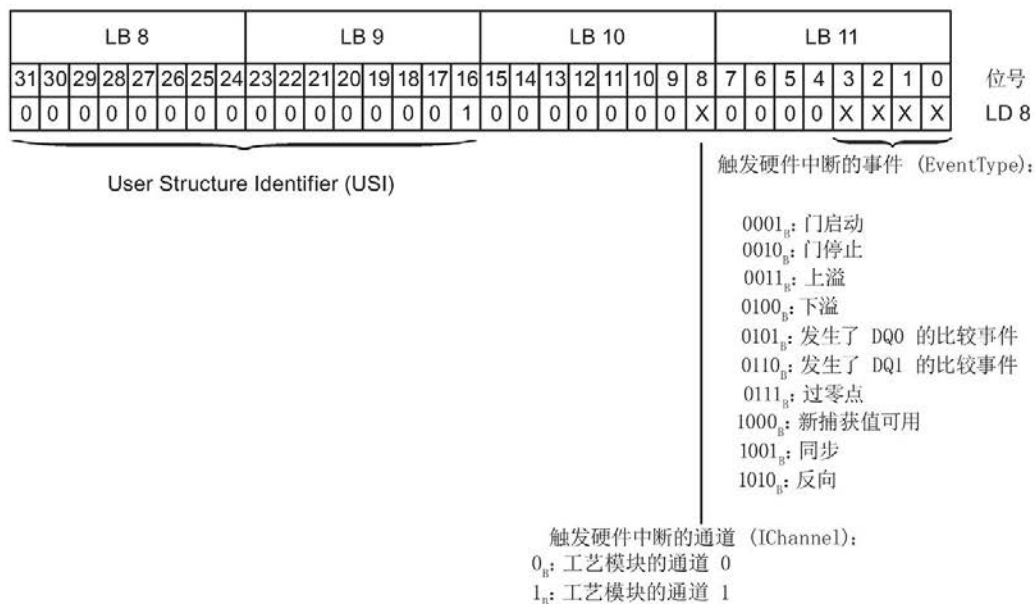 LB 8 LB 9 LB 10 LB 11
31 30 29 28 27 26 25 24 23 22 21 20 19 18 17 16 15 14 13 12 11 10 9 8 7 6 5 4 3 2 1 0 位号
0 0 0 0 0 0 0 0 0 0 0 0 0 0 0 1 0 0 0 0 0 0 0 X 0 0 0 0 X X X X LD 8
User Structure Identifier (USI)
触发硬件中断的事件 (EventType):
0001B: 门启动
0010B: 门停止
0011B: 上溢
0100B: 下溢
0101B: 发生了 DQ0 的比较事件
0110B: 发生了 DQ1 的比较事件
0111B: 过零点
1000B: 新捕获值可用
1001B: 同步
1010B: 反向
触发硬件中断的通道 (IChannel):
0B: 工艺模块的通道 0
1B: 工艺模块的通道 1